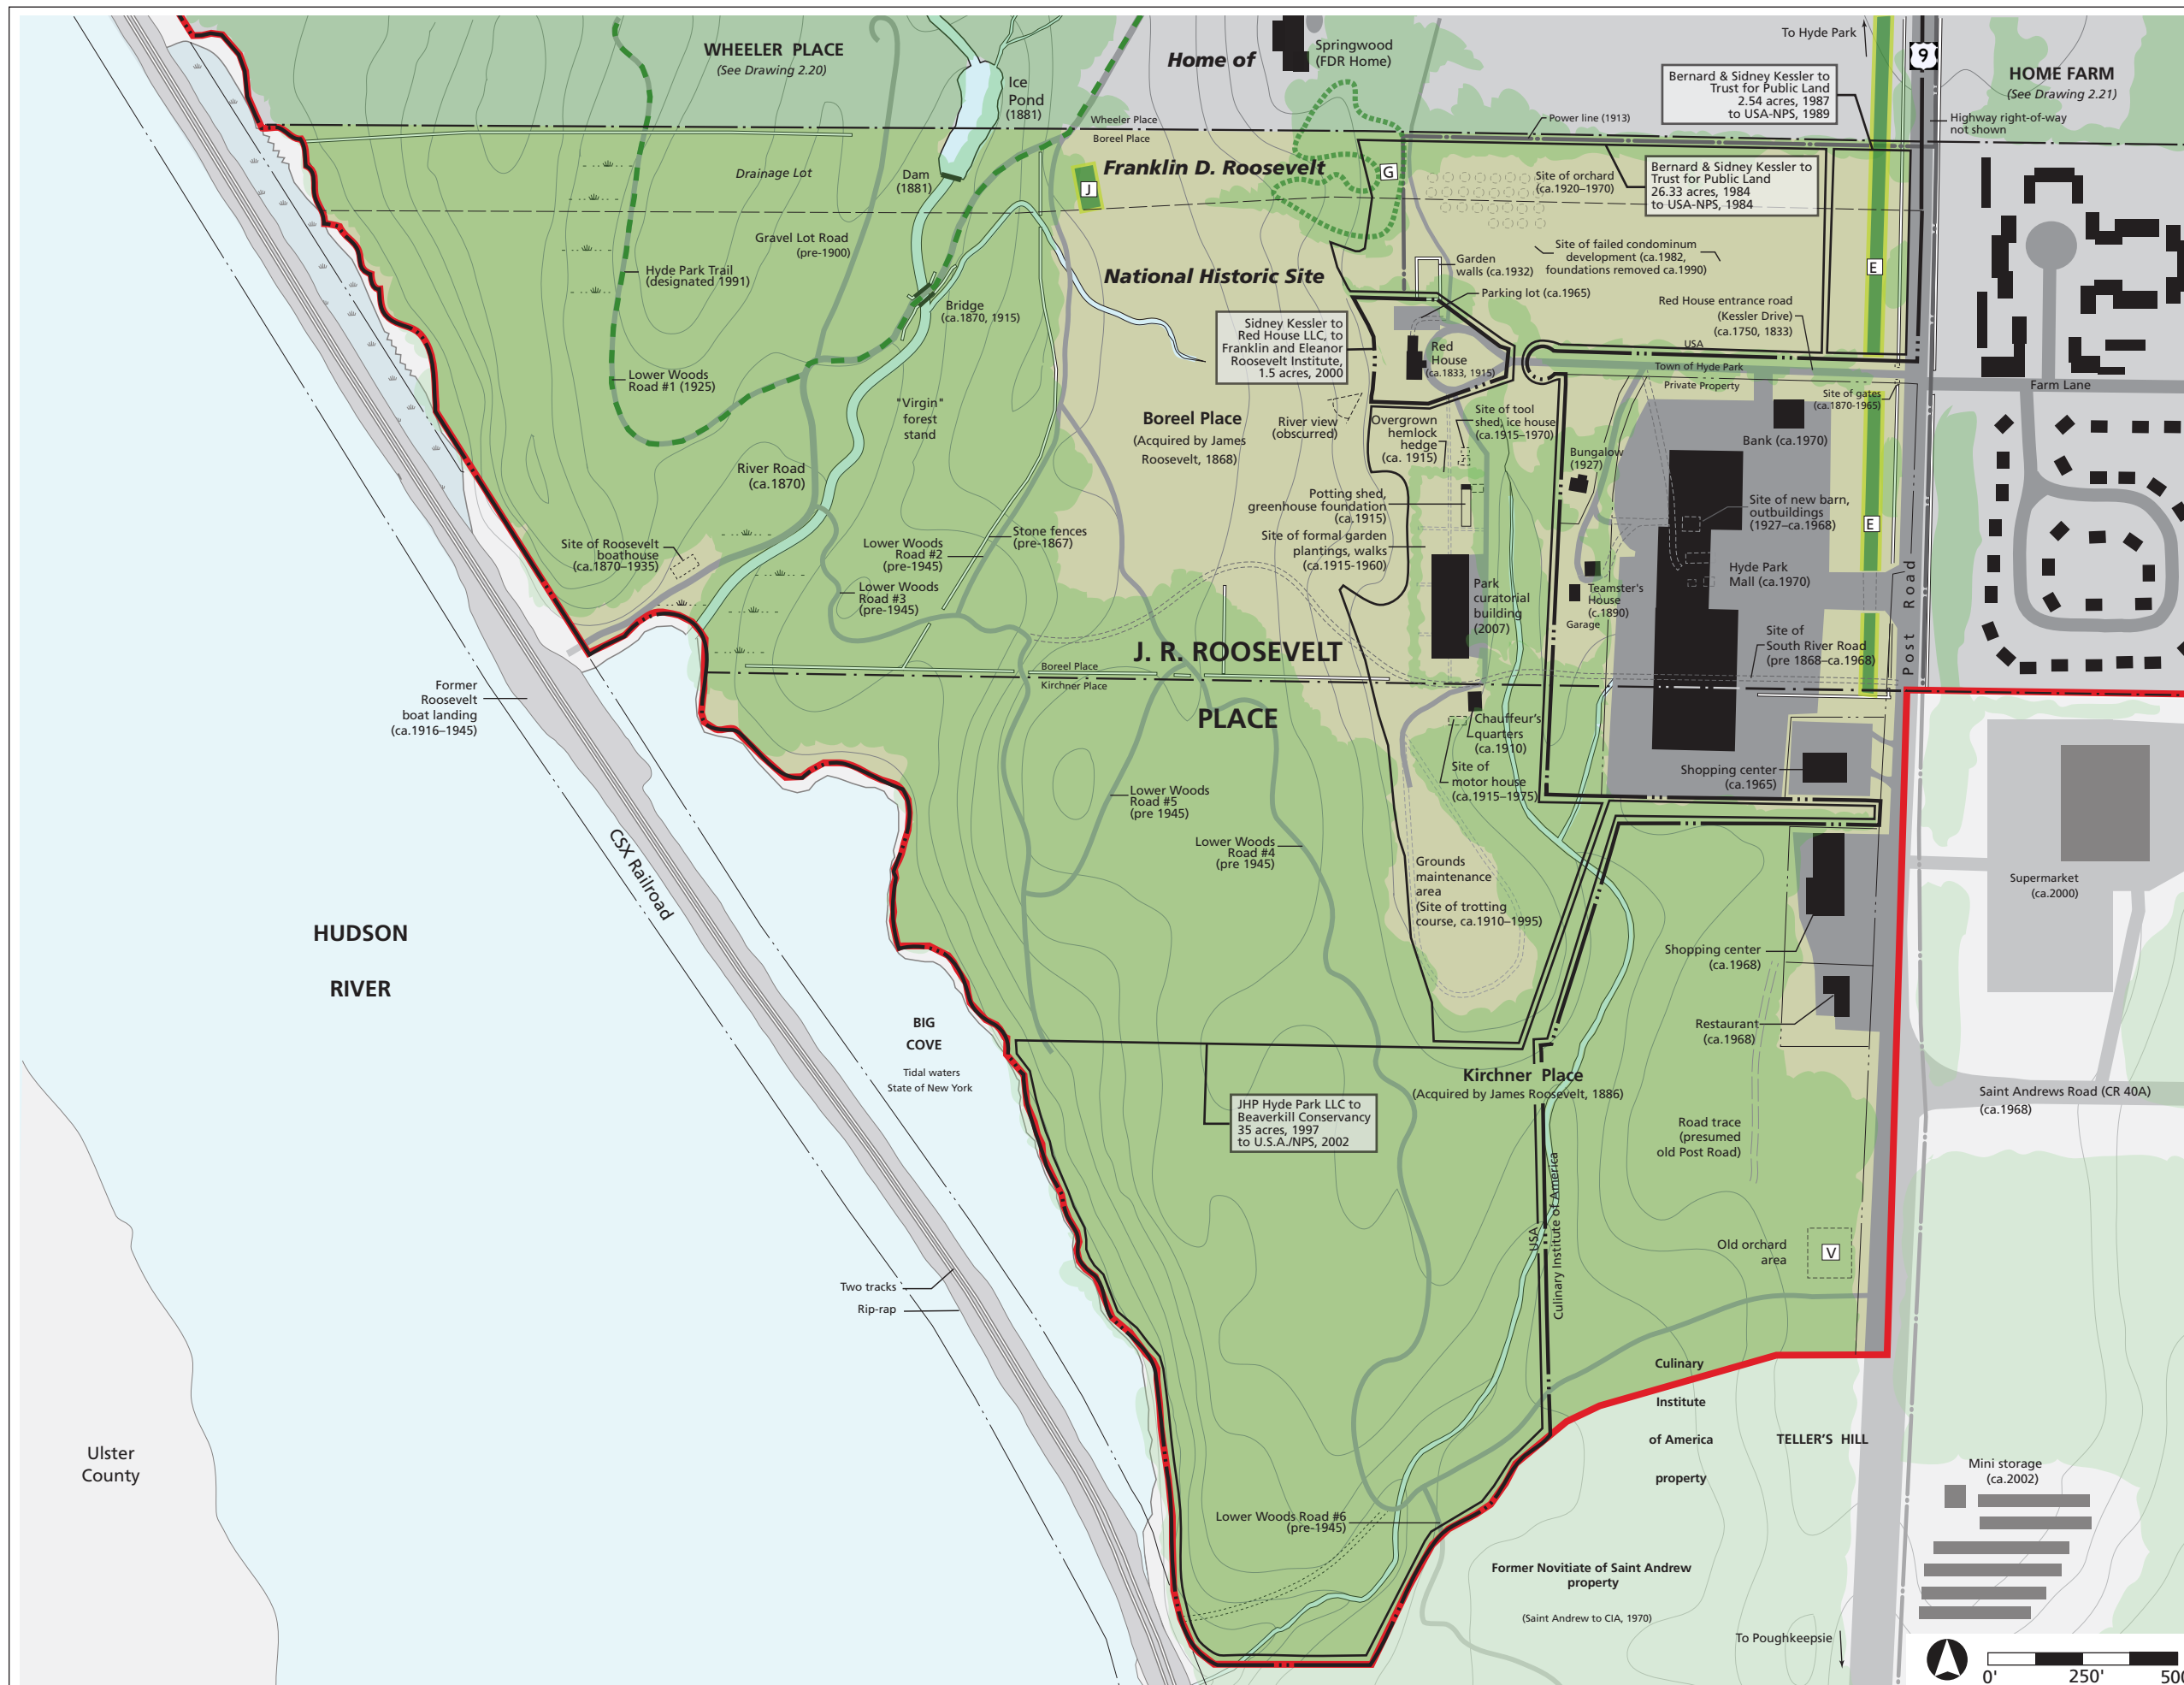 WHEELER PLACE
(See Drawing 2.20)
Ice
Pond
(1881)
Home of
Springwood
(FDR Home)
To Hyde Park
9
HOME FARM
(See Drawing 2.21)
Bernard & Sidney Kessler to
Trust for Public Land
2.54 acres, 1987
to USA-NPS, 1989
Highway right-of-way
not shown
Wheeler Place
Boreel Place
Power line (1913)
Drainage Lot
Dam
(1881)
J
Franklin D. Roosevelt
G
Site of orchard
(ca.1920–1970)
Bernard & Sidney Kessler to
Trust for Public Land
26.33 acres, 1984
to USA-NPS, 1984
Gravel Lot Road
(pre-1900)
Hyde Park Trail
(designated 1991)
National Historic Site
Garden
walls (ca.1932)
Site of failed condominum
development (ca.1982,
foundations removed ca.1990)
E
Parking lot (ca.1965)
Red House entrance road
(Kessler Drive)
(ca.1750, 1833)
Bridge
(ca.1870, 1915)
Sidney Kessler to
Red House LLC, to
Franklin and Eleanor
Roosevelt Institute,
1.5 acres, 2000
Red
House
(ca.1833, 1915)
USA
Town of Hyde Park
Private Property
Lower Woods
Road #1 (1925)
Farm Lane
Site of gates
(ca.1870-1965)
"Virgin"
forest
stand
Boreel Place
(Acquired by James
Roosevelt, 1868)
River view
(obscurred)
Overgrown
hemlock
hedge
(ca. 1915)
Site of tool
shed, ice house
(ca.1915–1970)
Bank (ca.1970)
Bungalow
(1927)
River Road
(ca.1870)
Potting shed,
greenhouse foundation
(ca.1915)
Site of new barn,
outbuildings
(1927–ca.1968)
E
Site of Roosevelt
boathouse
(ca.1870–1935)
Lower Woods
Road #2
(pre-1945)
Stone fences
(pre-1867)
Site of formal garden
plantings, walks
(ca.1915-1960)
Lower Woods
Road #3
(pre-1945)
Park
curatorial
building
(2007)
Teamster's
House
(c.1890)
Garage
Hyde Park
Mall (ca.1970)
Post Road
Site of
South River Road
(pre 1868–ca.1968)
J. R. ROOSEVELT
PLACE
Boreel Place
Kirchner Place
Former
Roosevelt
boat landing
(ca.1916–1945)
Chauffeur's
quarters
(ca.1910)
Site of
motor house
(ca.1915–1975)
Shopping center
(ca.1965)
Lower Woods
Road #5
(pre 1945)
Lower Woods
Road #4
(pre 1945)
CSX Railroad
Grounds
maintenance
area
(Site of trotting
course, ca.1910–1995)
Supermarket
(ca.2000)
HUDSON
RIVER
Shopping center
(ca.1968)
BIG
COVE
Tidal waters
State of New York
Restaurant
(ca.1968)
Kirchner Place
(Acquired by James Roosevelt, 1886)
Saint Andrews Road (CR 40A)
(ca.1968)
JHP Hyde Park LLC to
Beaverkill Conservancy
35 acres, 1997
to U.S.A./NPS, 2002
Road trace
(presumed
old Post Road)
USA
Culinary Institute of America
Old orchard
area
V
Two tracks
Rip-rap
Culinary
Institute
of America
property
TELLER'S HILL
Ulster
County
Mini storage
(ca.2002)
Lower Woods Road #6
(pre-1945)
Former Novitiate of Saint Andrew
property
(Saint Andrew to CIA, 1970)
To Poughkeepsie
0'
250'